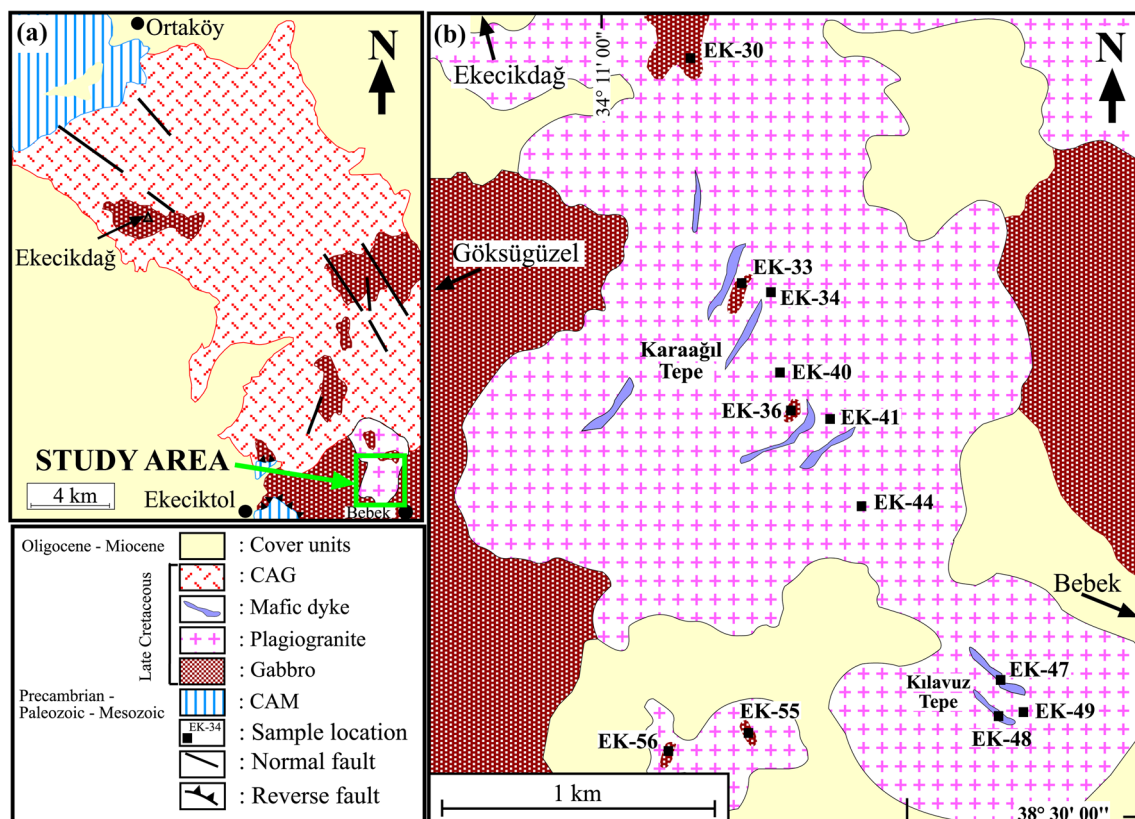 (a)
Ortaköy
N
Ekecikdağ
STUDY AREA
4 km
Ekeciktol
Bebek
Oligocene - Miocene
: Cover units
Late Cretaceous
: CAG
: Mafic dyke
: Plagiogranite
: Gabbro
Precambrian -
Paleozoic - Mesozoic
: CAM
EK-34
: Sample location
: Normal fault
: Reverse fault
(b)
Ekecikdağ
34° 11' 00"
EK-30
N
Göksügüzel
EK-33
EK-34
Karaağıl
Tepe
EK-40
EK-36
EK-41
EK-44
Bebek
EK-47
Kılavuz
Tepe
EK-49
EK-48
EK-55
EK-56
1 km
38° 30' 00"